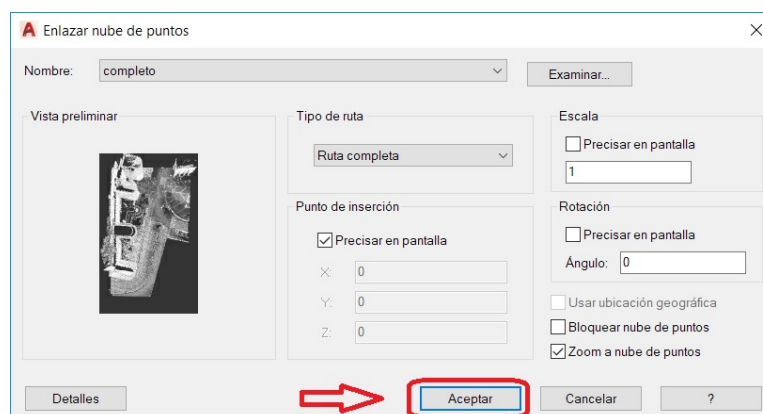 Enlazar nube de puntos
Nombre: completo Examinar...
Vista preliminar
Tipo de ruta
Ruta completa
Punto de inserción
Precisar en pantalla
X: 0
Y: 0
Z: 0
Escala
Precisar en pantalla
1
Rotación
Precisar en pantalla
Ángulo: 0
Usar ubicación geográfica
Bloquear nube de puntos
Zoom a nube de puntos
Detalles Aceptar Cancelar ?